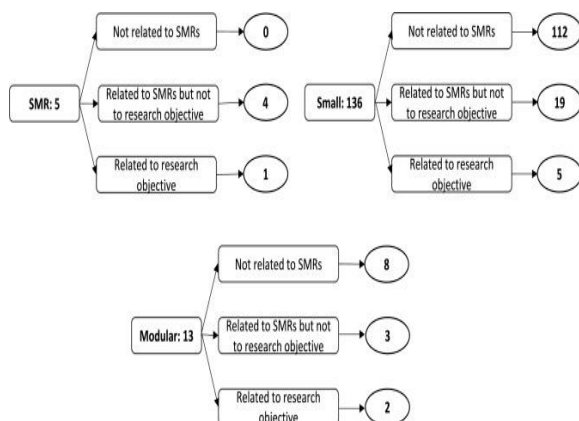 Not related to SMRs
0
SMR: 5
Related to SMRs but not
to research objective
4
Related to research
objective
1
Not related to SMRs
112
Small: 136
Related to SMRs but not
to research objective
19
Related to research
objective
5
Not related to SMRs
8
Modular: 13
Related to SMRs but not
to research objective
3
Related to research
objective
2